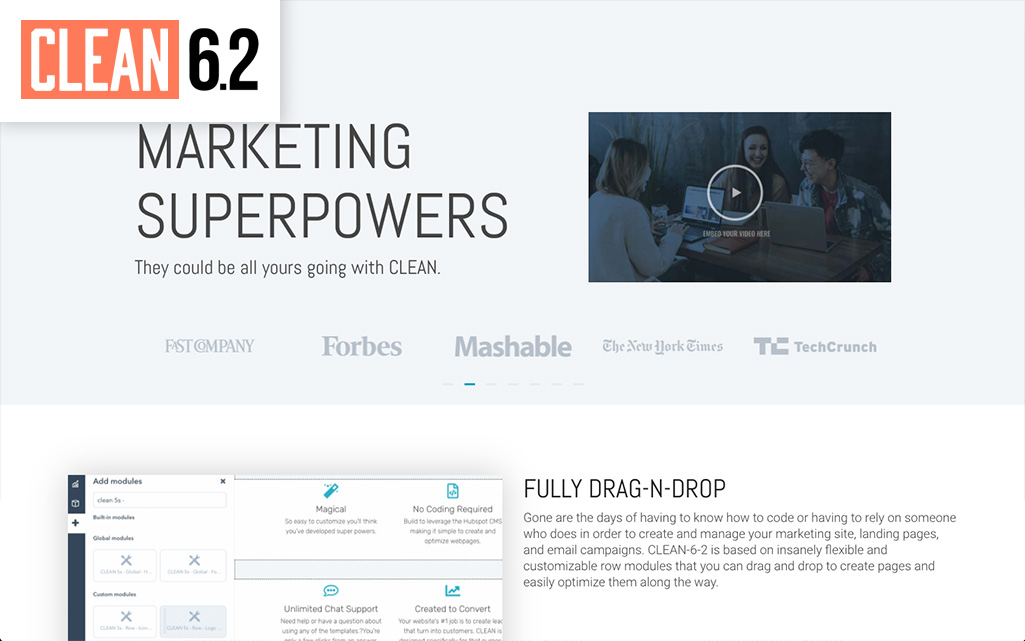 CLEAN 6.2
MARKETING
SUPERPOWERS
They could be all yours going with CLEAN.
EMBED YOUR VIDEO HERE
FAST COMPANY
Forbes
Mashable
The New York Times
TC TechCrunch
Add modules
clean 5s -
Built-in modules
Global modules
CLEAN 5s - Global - H...
CLEAN 5s - Global - Fo...
Custom modules
CLEAN 5s - Row - Icon...
CLEAN 5s - Row - Logo ...
Magical
So easy to customize you'll think
you've developed super powers.
No Coding Required
Build to leverage the Hubspot CMS
making it simple to create and
optimize webpages.
Unlimited Chat Support
Need help or have a question about
using any of the templates.?You're
only a few clicks from an answer
Created to Convert
Your website's #1 job is to create lead
that turn into customers. CLEAN is
designed specifically for that purpose
FULLY DRAG-N-DROP
Gone are the days of having to know how to code or having to rely on someone
who does in order to create and manage your marketing site, landing pages,
and email campaigns. CLEAN-6-2 is based on insanely flexible and
customizable row modules that you can drag and drop to create pages and
easily optimize them along the way.